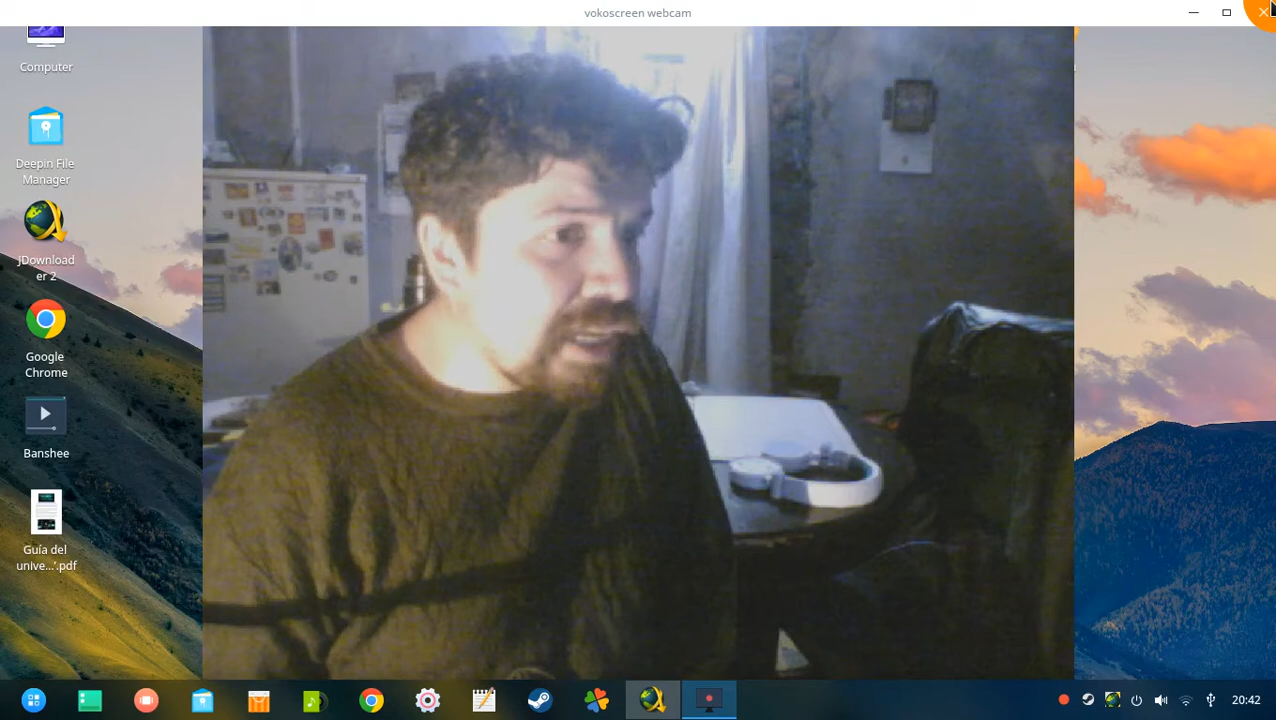 vokoscreen webcam
Computer
Deepin File
Manager
JDownload
er 2
Google
Chrome
Banshee
Guía del
unive...'.pdf
20:42